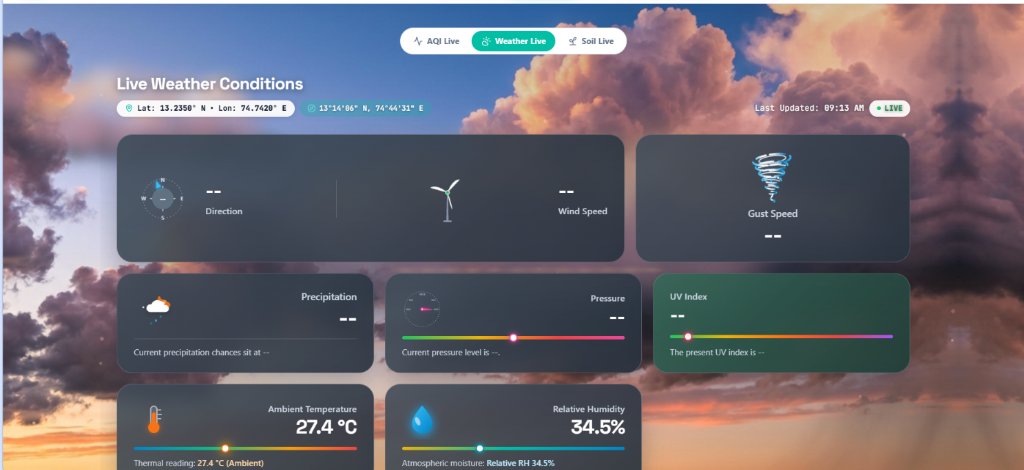 AQI Live
Weather Live
Soil Live
Live Weather Conditions
Lat: 13.2350° N • Lon: 74.7420° E
13°14'06" N, 74°44'31" E
Last Updated: 09:13 AM
LIVE
N
W
--
E
S
--
Direction
--
Wind Speed
Gust Speed
--
Precipitation
--
Current precipitation chances sit at --
Pressure
--
Current pressure level is --.
UV Index
--
The present UV index is --
Ambient Temperature
27.4 °C
Thermal reading: 27.4 °C (Ambient)
Relative Humidity
34.5%
Atmospheric moisture: Relative RH 34.5%